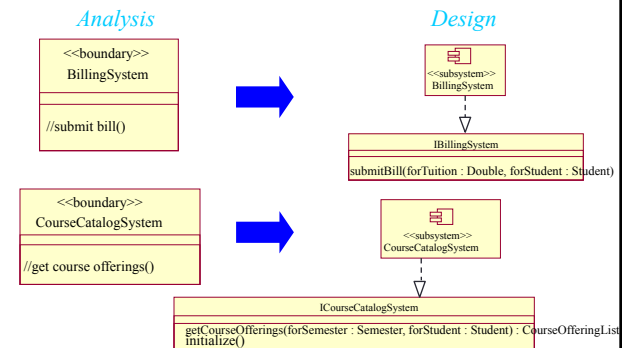 Analysis
Design
<<boundary>>
BillingSystem
//submit bill()
<<subsystem>>
BillingSystem
IBillingSystem
submitBill(forTuition : Double, forStudent : Student)
<<boundary>>
CourseCatalogSystem
//get course offerings()
<<subsystem>>
CourseCatalogSystem
ICourseCatalogSystem
getCourseOfferings(forSemester : Semester, forStudent : Student) : CourseOfferingList
initialize()